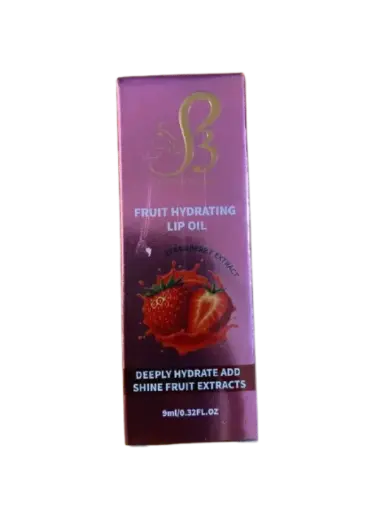 FRUIT HYDRATING
LIP OIL
STRAWBERRY EXTRACT
DEEPLY HYDRATE ADD
SHINE FRUIT EXTRACTS
9ml/0.32FL.OZ